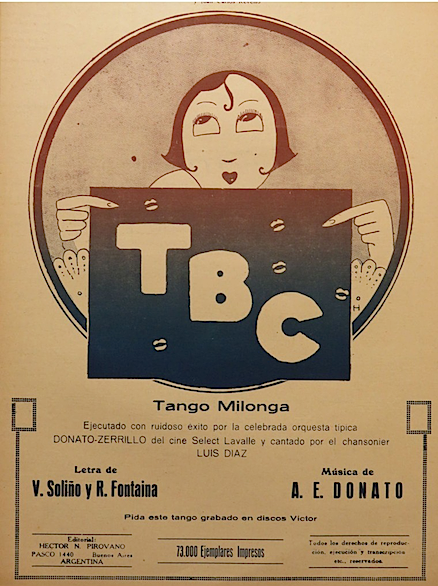 TBC
Tango Milonga
Ejecutado con ruidoso éxito por la celebrada orquesta típica
DONATO-ZERRILLO del cine Select Lavalle y cantado por el chansonier
LUIS DIAZ
Letra de
V. Soliño y R. Fontaina
Música de
A. E. DONATO
Pida este tango grabado en discos Victor
Editorial:
HECTOR N. PIROVANO
PASCO 1440 Buenos Aires
ARGENTINA
73.000 Ejemplares Impresos
Todos los derechos de reproduc-
ción, ejecución y transcripción
etc., reservados.